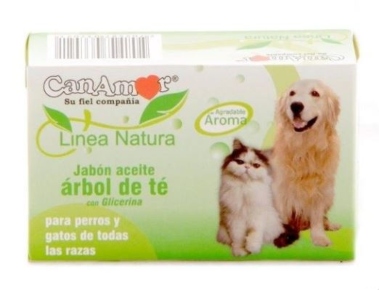 CanAmor®
Su fiel compañía
Linea Natura
Agradable
Aroma
Jabón aceite
árbol de té
con Glicerina
para perros y
gatos de todas
las razas